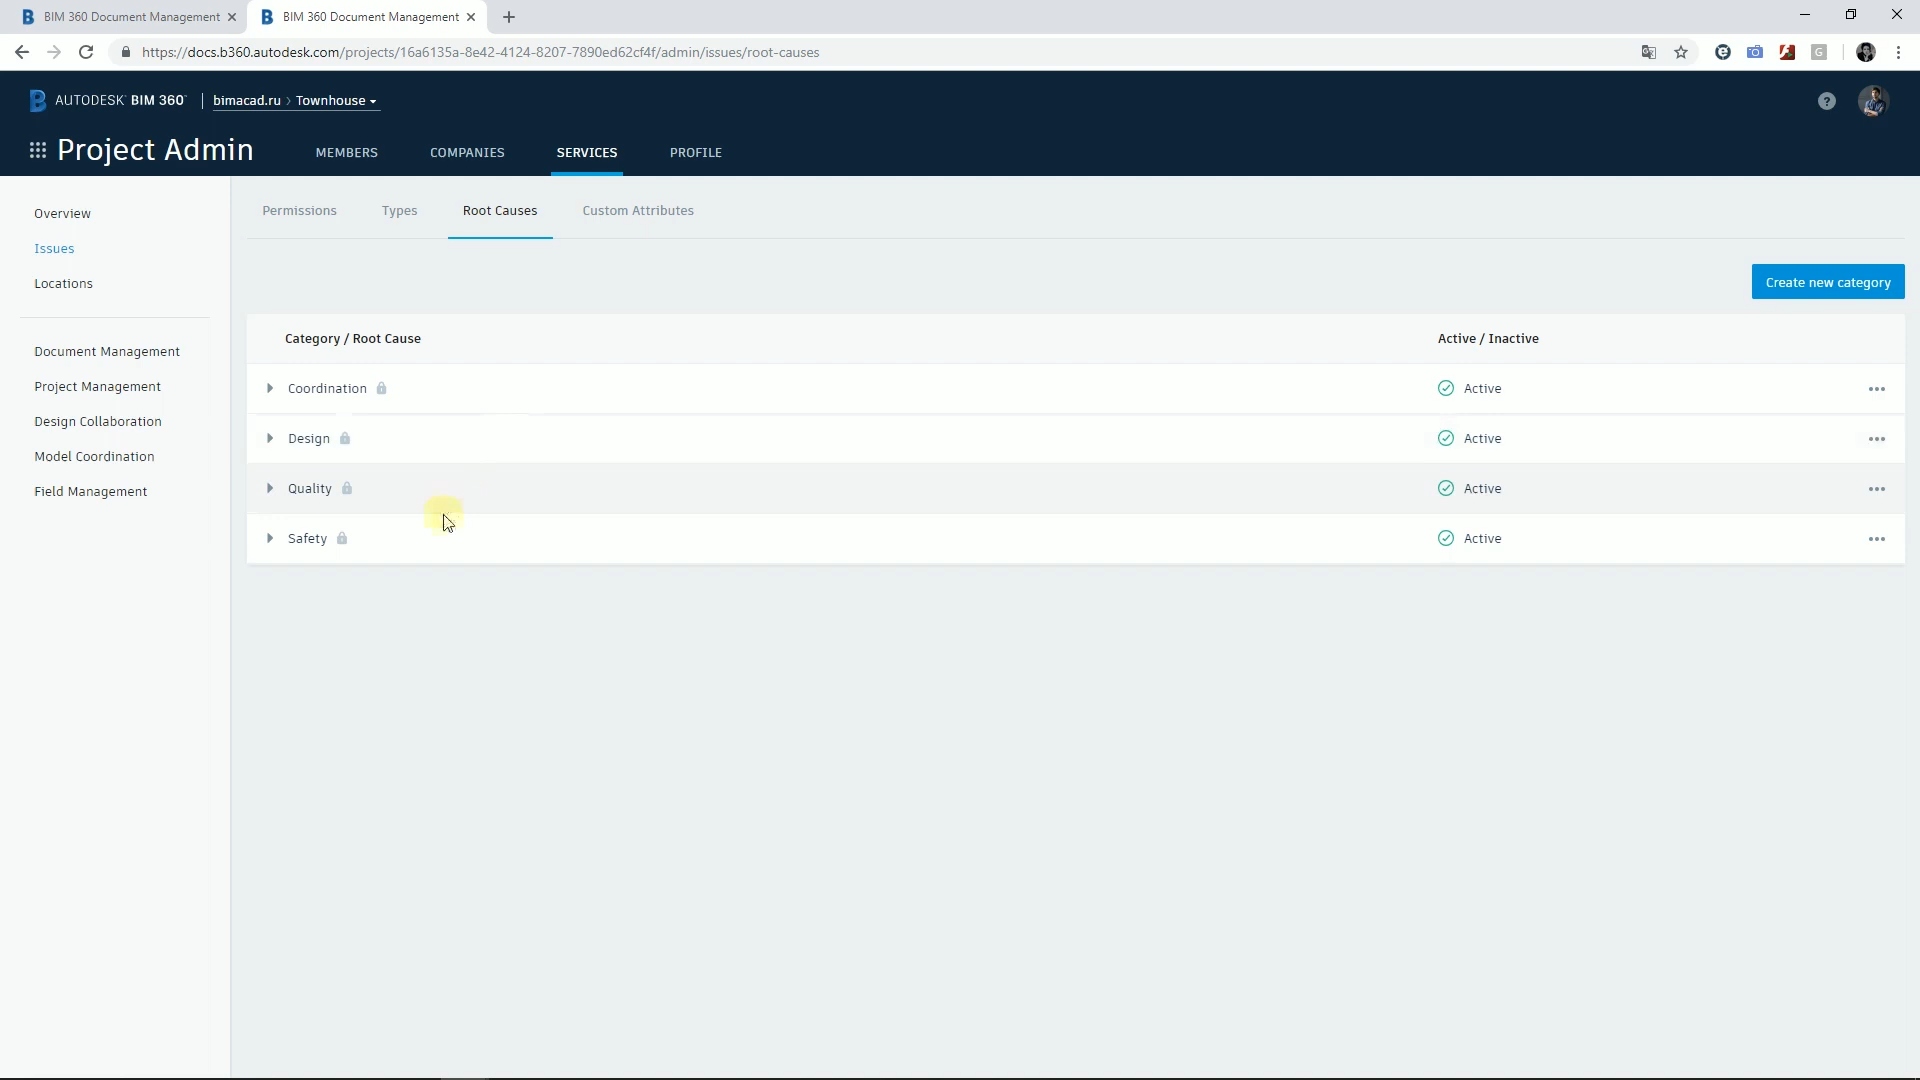 BIM 360 Document Management
BIM 360 Document Management
https://docs.b360.autodesk.com/projects/16a6135a-8e42-4124-8207-7890ed62cf4f/admin/issues/root-causes
AUTODESK® BIM 360™
bimacad.ru > Townhouse
Project Admin
MEMBERS
COMPANIES
SERVICES
PROFILE
Overview
Issues
Locations
Document Management
Project Management
Design Collaboration
Model Coordination
Field Management
Permissions
Types
Root Causes
Custom Attributes
Create new category
Category / Root Cause
Active / Inactive
Coordination
Active
Design
Active
Quality
Active
Safety
Active